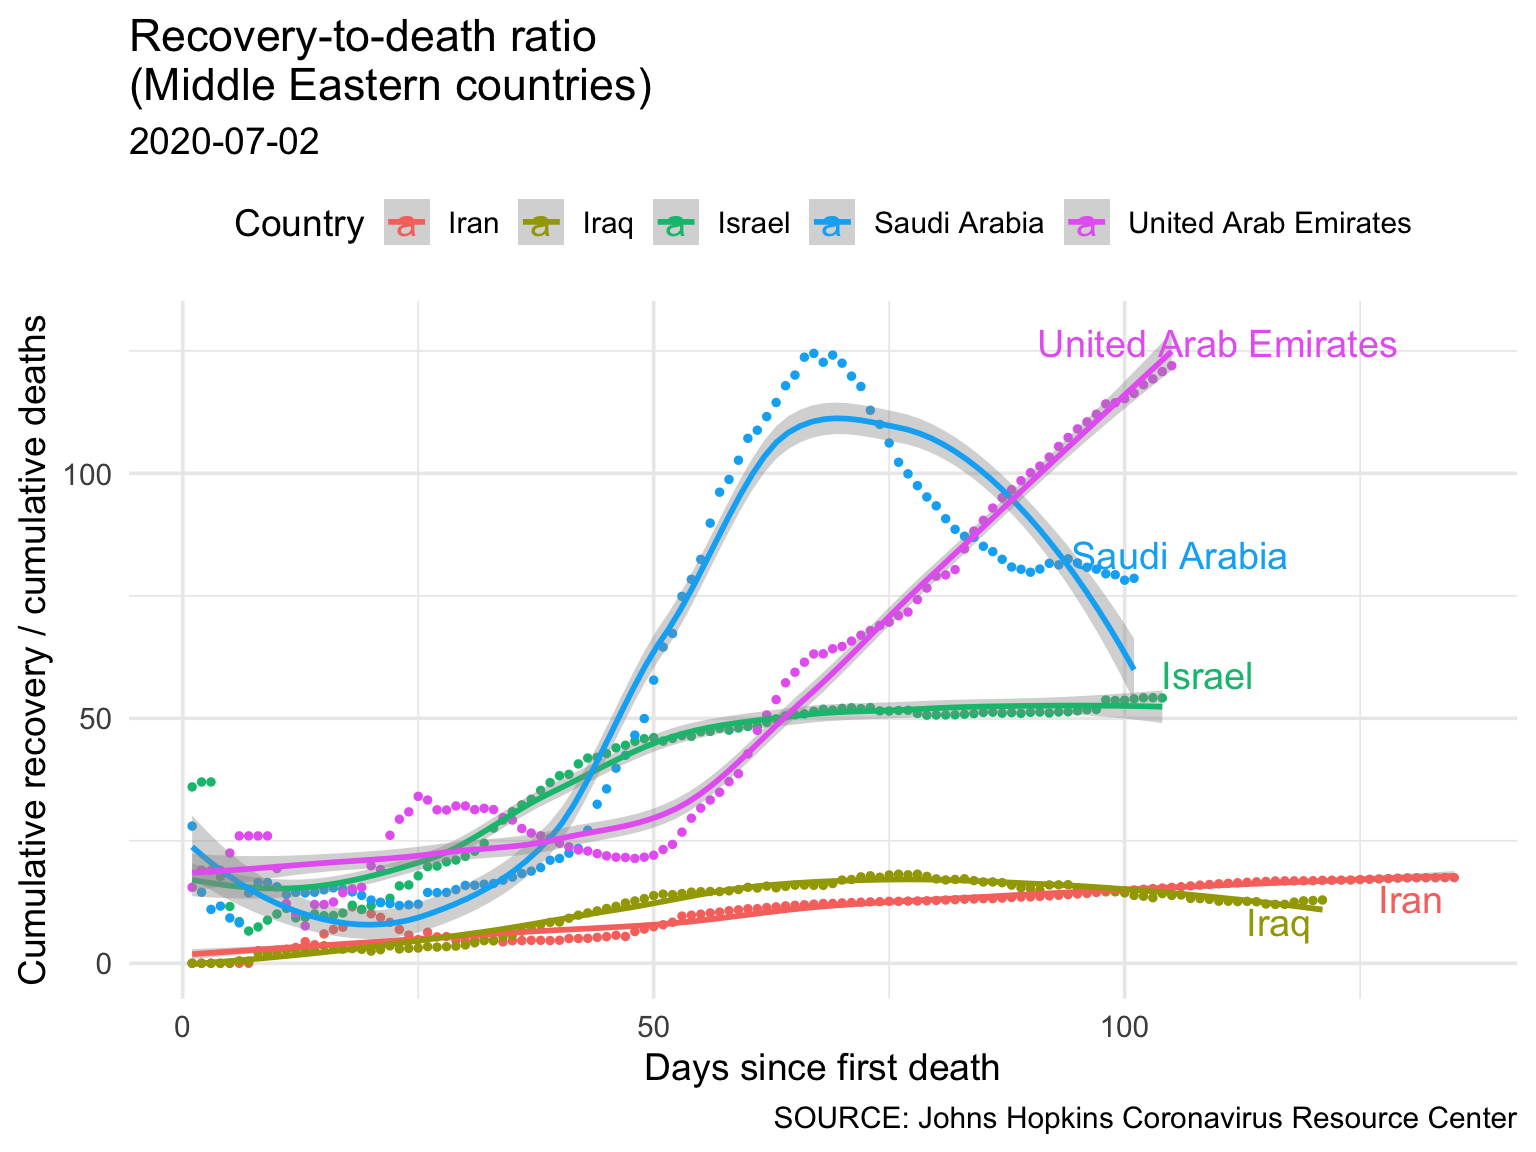 Recovery-to-death ratio
(Middle Eastern countries)
2020-07-02
Country a Iran a Iraq a Israel a Saudi Arabia a United Arab Emirates
Cumulative recovery / cumulative deaths
100
50
0
United Arab Emirates
Saudi Arabia
Israel
Iran
Iraq
0 50 100
Days since first death
SOURCE: Johns Hopkins Coronavirus Resource Center